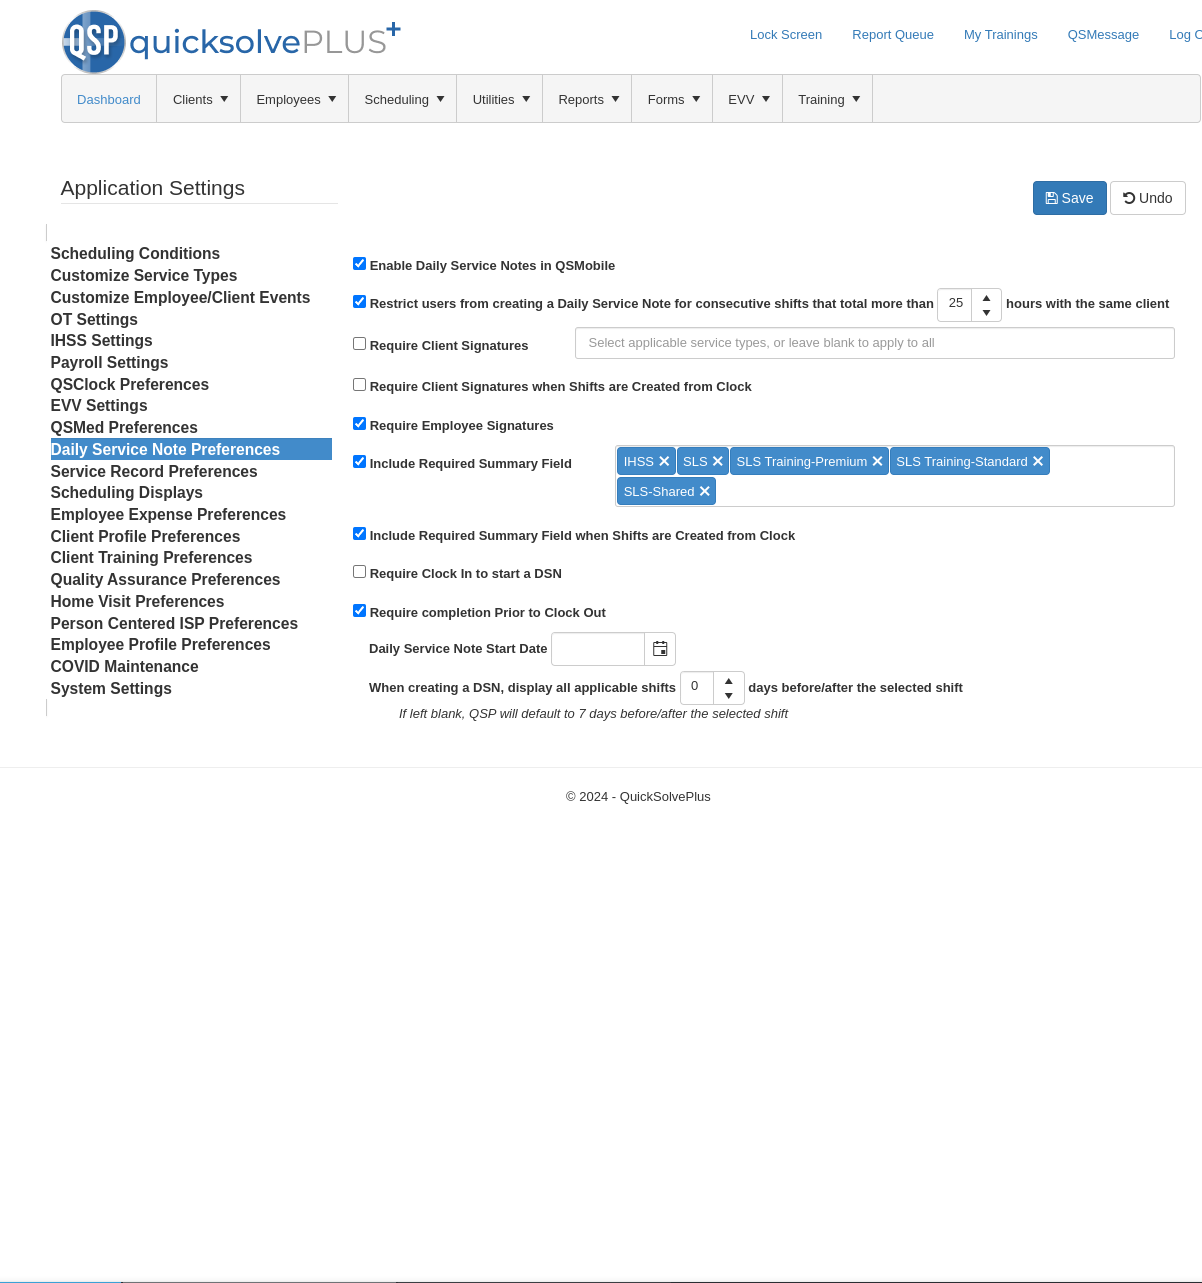 QSP quicksolvePLUS+
Lock Screen Report Queue My Trainings QSMessage Log
Dashboard Clients Employees Scheduling Utilities Reports Forms EVV Training
Application Settings
Save Undo
Scheduling Conditions
Customize Service Types
Customize Employee/Client Events
OT Settings
IHSS Settings
Payroll Settings
QSClock Preferences
EVV Settings
QSMed Preferences
Daily Service Note Preferences
Service Record Preferences
Scheduling Displays
Employee Expense Preferences
Client Profile Preferences
Client Training Preferences
Quality Assurance Preferences
Home Visit Preferences
Person Centered ISP Preferences
Employee Profile Preferences
COVID Maintenance
System Settings
Enable Daily Service Notes in QSMobile
Restrict users from creating a Daily Service Note for consecutive shifts that total more than 25 hours with the same client
Require Client Signatures Select applicable service types, or leave blank to apply to all
Require Client Signatures when Shifts are Created from Clock
Require Employee Signatures
Include Required Summary Field IHSS SLS SLS Training-Premium SLS Training-Standard
SLS-Shared
Include Required Summary Field when Shifts are Created from Clock
Require Clock In to start a DSN
Require completion Prior to Clock Out
Daily Service Note Start Date
When creating a DSN, display all applicable shifts 0 days before/after the selected shift
If left blank, QSP will default to 7 days before/after the selected shift
© 2024 - QuickSolvePlus